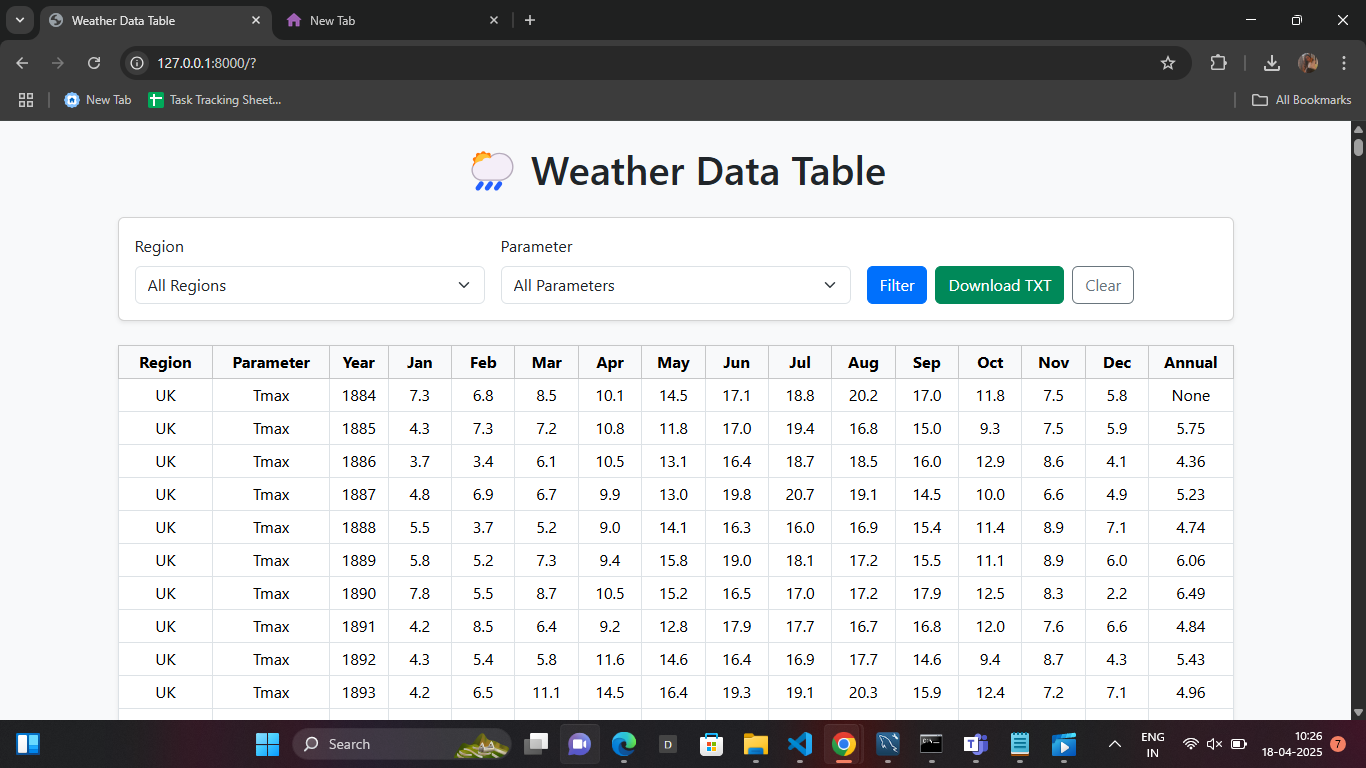 Weather Data Table
New Tab
127.0.0.1:8000/?
New Tab
Task Tracking Sheet...
All Bookmarks
Weather Data Table
Region Parameter
All Regions All Parameters Filter Download TXT Clear
Region Parameter Year Jan Feb Mar Apr May Jun Jul Aug Sep Oct Nov Dec Annual
UK Tmax 1884 7.3 6.8 8.5 10.1 14.5 17.1 18.8 20.2 17.0 11.8 7.5 5.8 None
UK Tmax 1885 4.3 7.3 7.2 10.8 11.8 17.0 19.4 16.8 15.0 9.3 7.5 5.9 5.75
UK Tmax 1886 3.7 3.4 6.1 10.5 13.1 16.4 18.7 18.5 16.0 12.9 8.6 4.1 4.36
UK Tmax 1887 4.8 6.9 6.7 9.9 13.0 19.8 20.7 19.1 14.5 10.0 6.6 4.9 5.23
UK Tmax 1888 5.5 3.7 5.2 9.0 14.1 16.3 16.0 16.9 15.4 11.4 8.9 7.1 4.74
UK Tmax 1889 5.8 5.2 7.3 9.4 15.8 19.0 18.1 17.2 15.5 11.1 8.9 6.0 6.06
UK Tmax 1890 7.8 5.5 8.7 10.5 15.2 16.5 17.0 17.2 17.9 12.5 8.3 2.2 6.49
UK Tmax 1891 4.2 8.5 6.4 9.2 12.8 17.9 17.7 16.7 16.8 12.0 7.6 6.6 4.84
UK Tmax 1892 4.3 5.4 5.8 11.6 14.6 16.4 16.9 17.7 14.6 9.4 8.7 4.3 5.43
UK Tmax 1893 4.2 6.5 11.1 14.5 16.4 19.3 19.1 20.3 15.9 12.4 7.2 7.1 4.96
Search
D
ENG
IN
10:26
18-04-2025
7